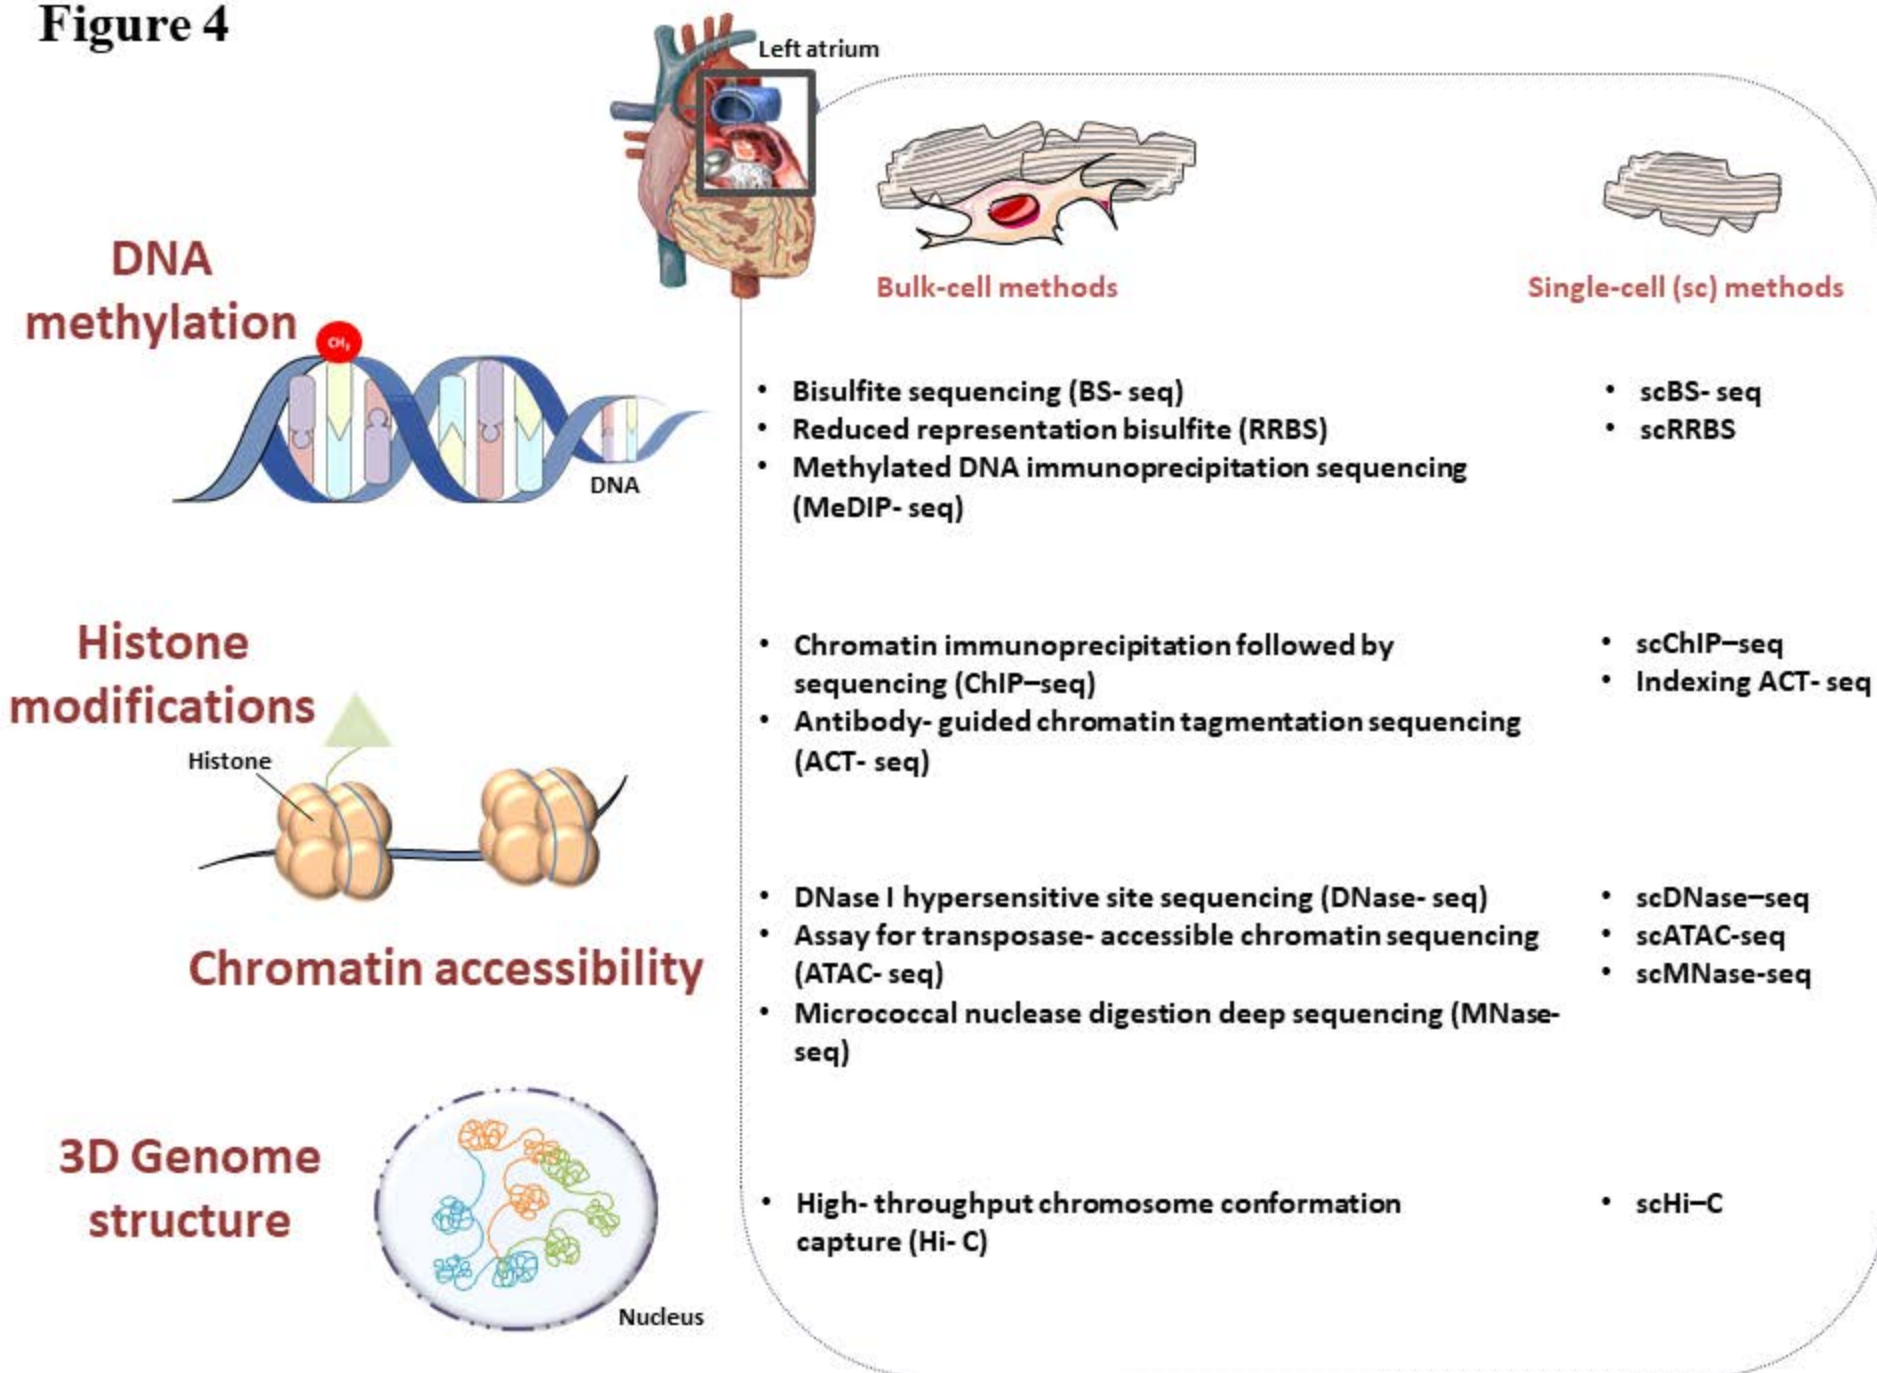 Figure 4
Left atrium
Bulk-cell methods
Single-cell (sc) methods
DNA
methylation
CH3
DNA
• Bisulfite sequencing (BS- seq)
• Reduced representation bisulfite (RRBS)
• Methylated DNA immunoprecipitation sequencing
(MeDIP- seq)
• scBS- seq
• scRRBS
Histone
modifications
Histone
• Chromatin immunoprecipitation followed by
sequencing (ChIP–seq)
• Antibody- guided chromatin tagmentation sequencing
(ACT- seq)
• scChIP–seq
• Indexing ACT- seq
Chromatin accessibility
• DNase I hypersensitive site sequencing (DNase- seq)
• Assay for transposase- accessible chromatin sequencing
(ATAC- seq)
• Micrococcal nuclease digestion deep sequencing (MNase-
seq)
• scDNase–seq
• scATAC-seq
• scMNase-seq
3D Genome
structure
Nucleus
• High- throughput chromosome conformation
capture (Hi- C)
• scHi–C